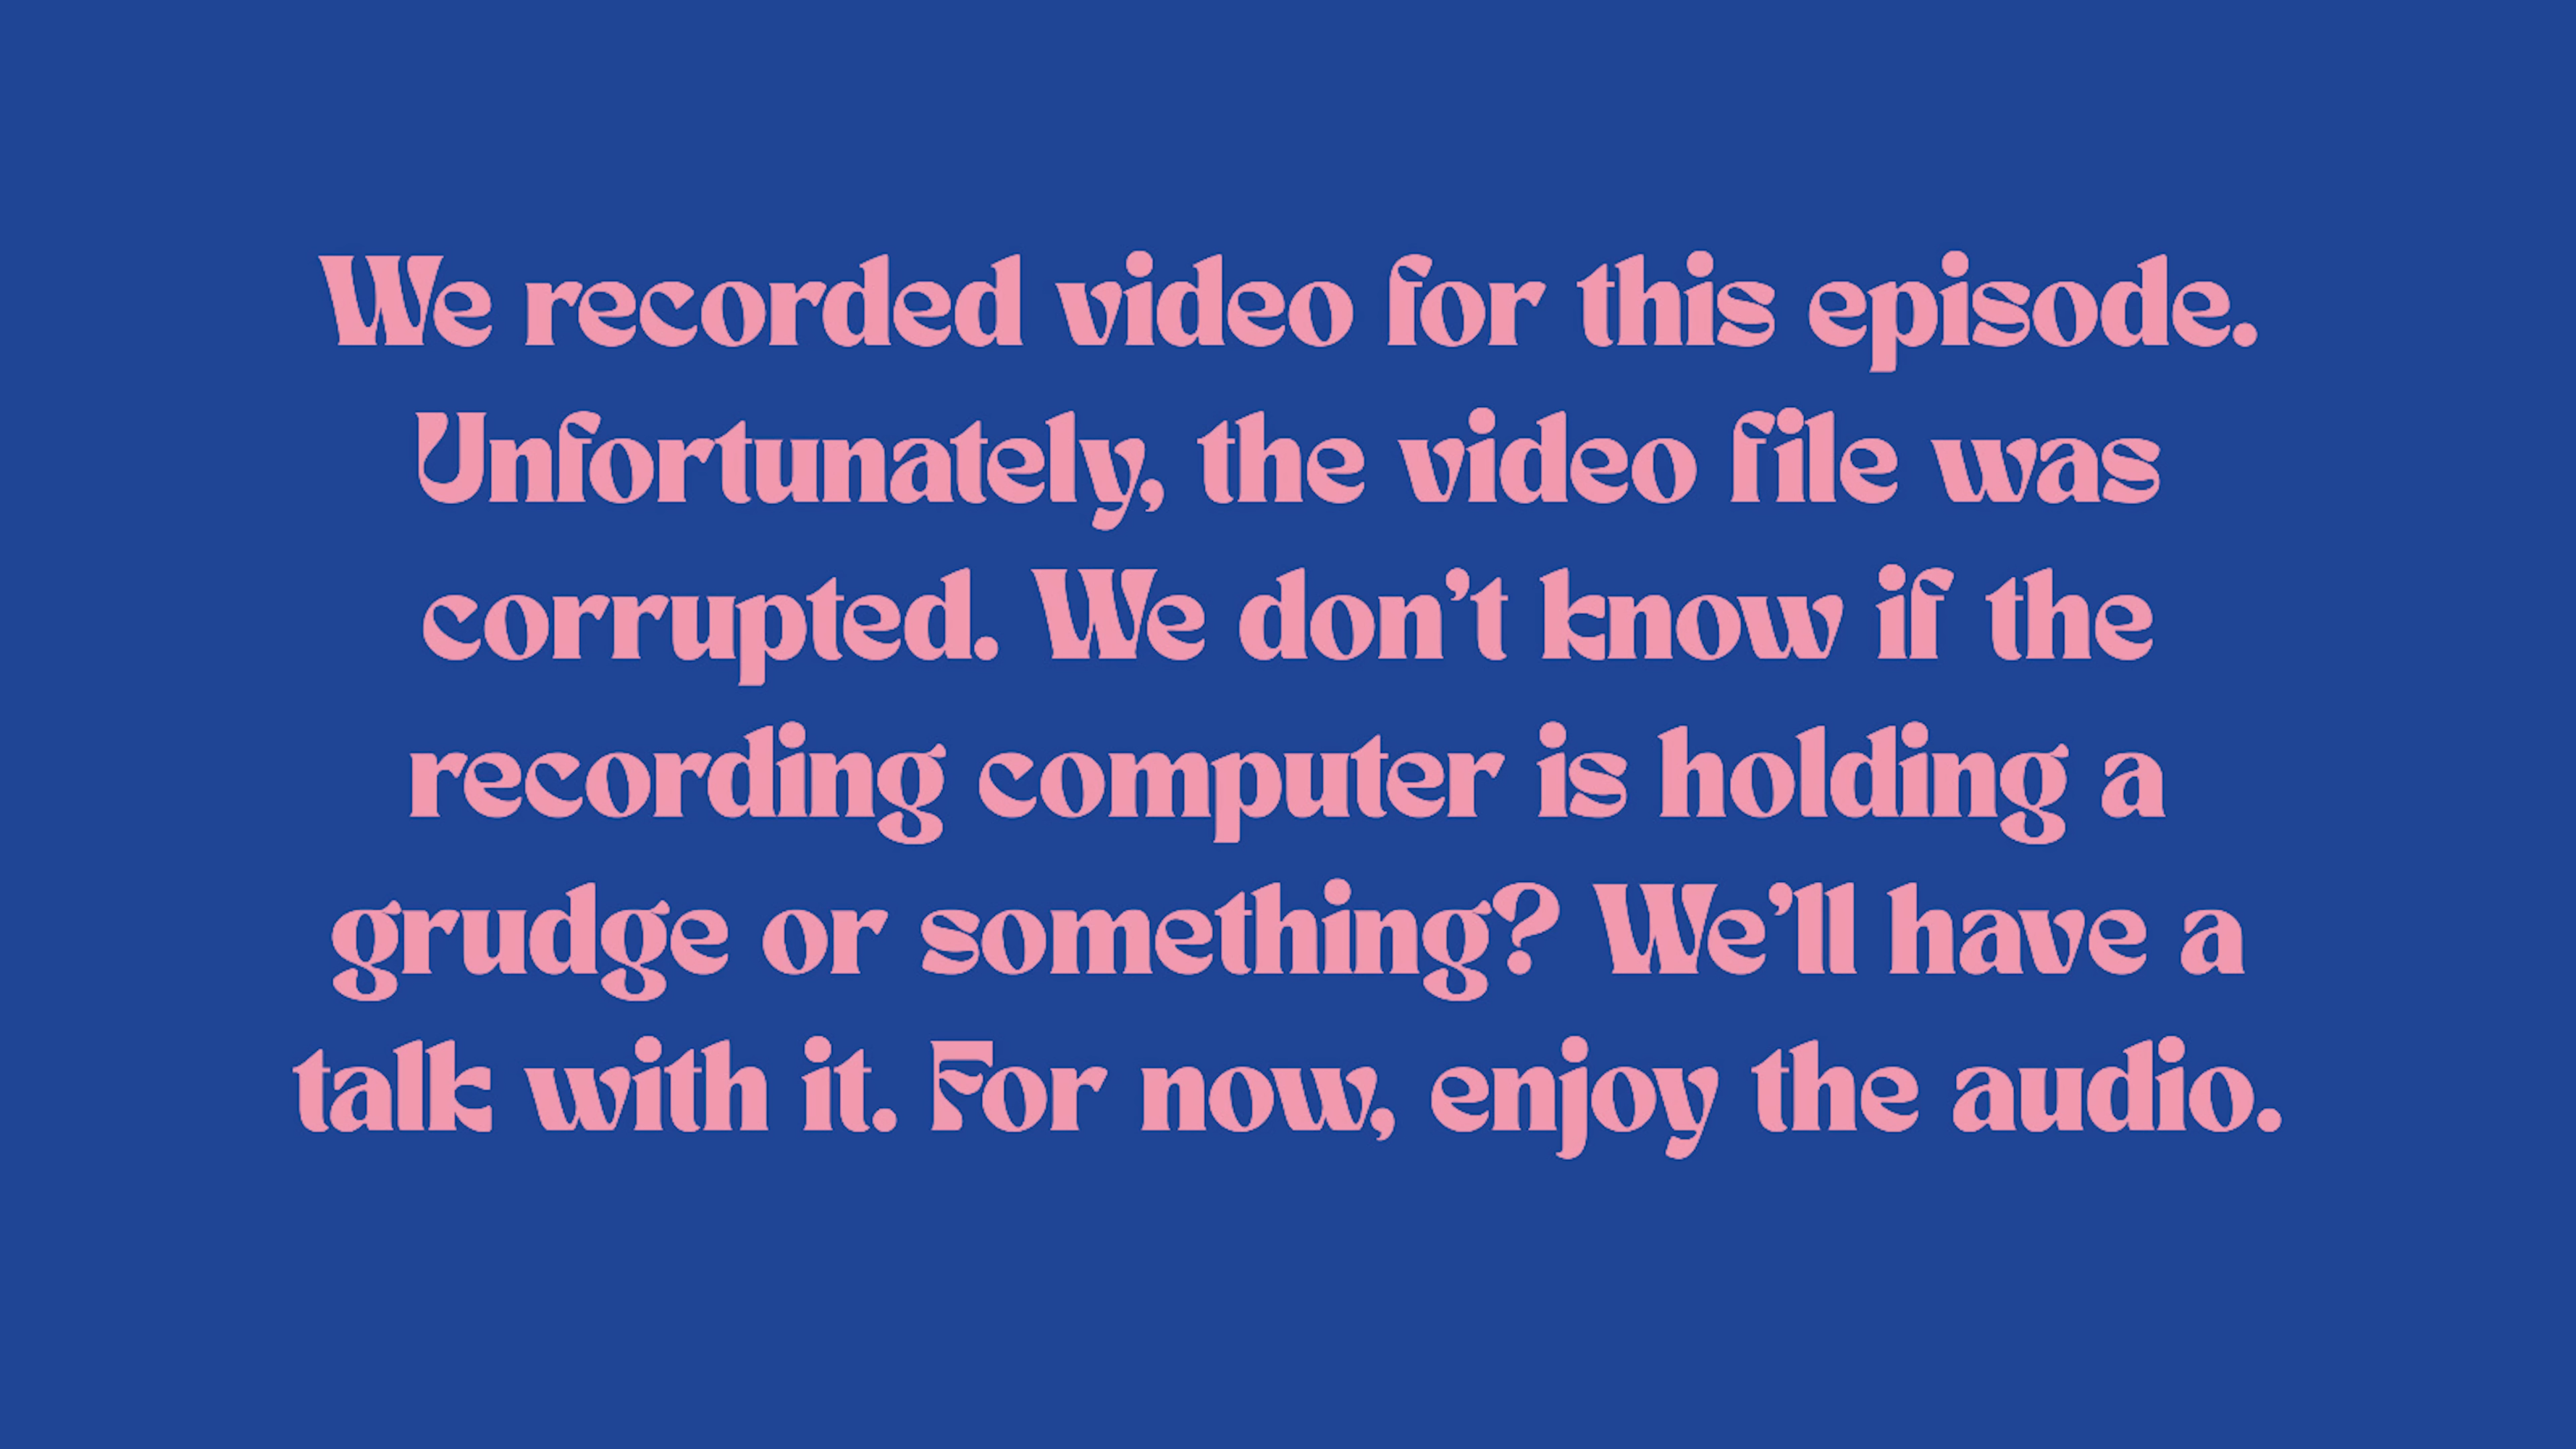 We recorded video for this episode.
Unfortunately, the video file was
corrupted. We don’t know if the
recording computer is holding a
grudge or something? We’ll have a
talk with it. For now, enjoy the audio.